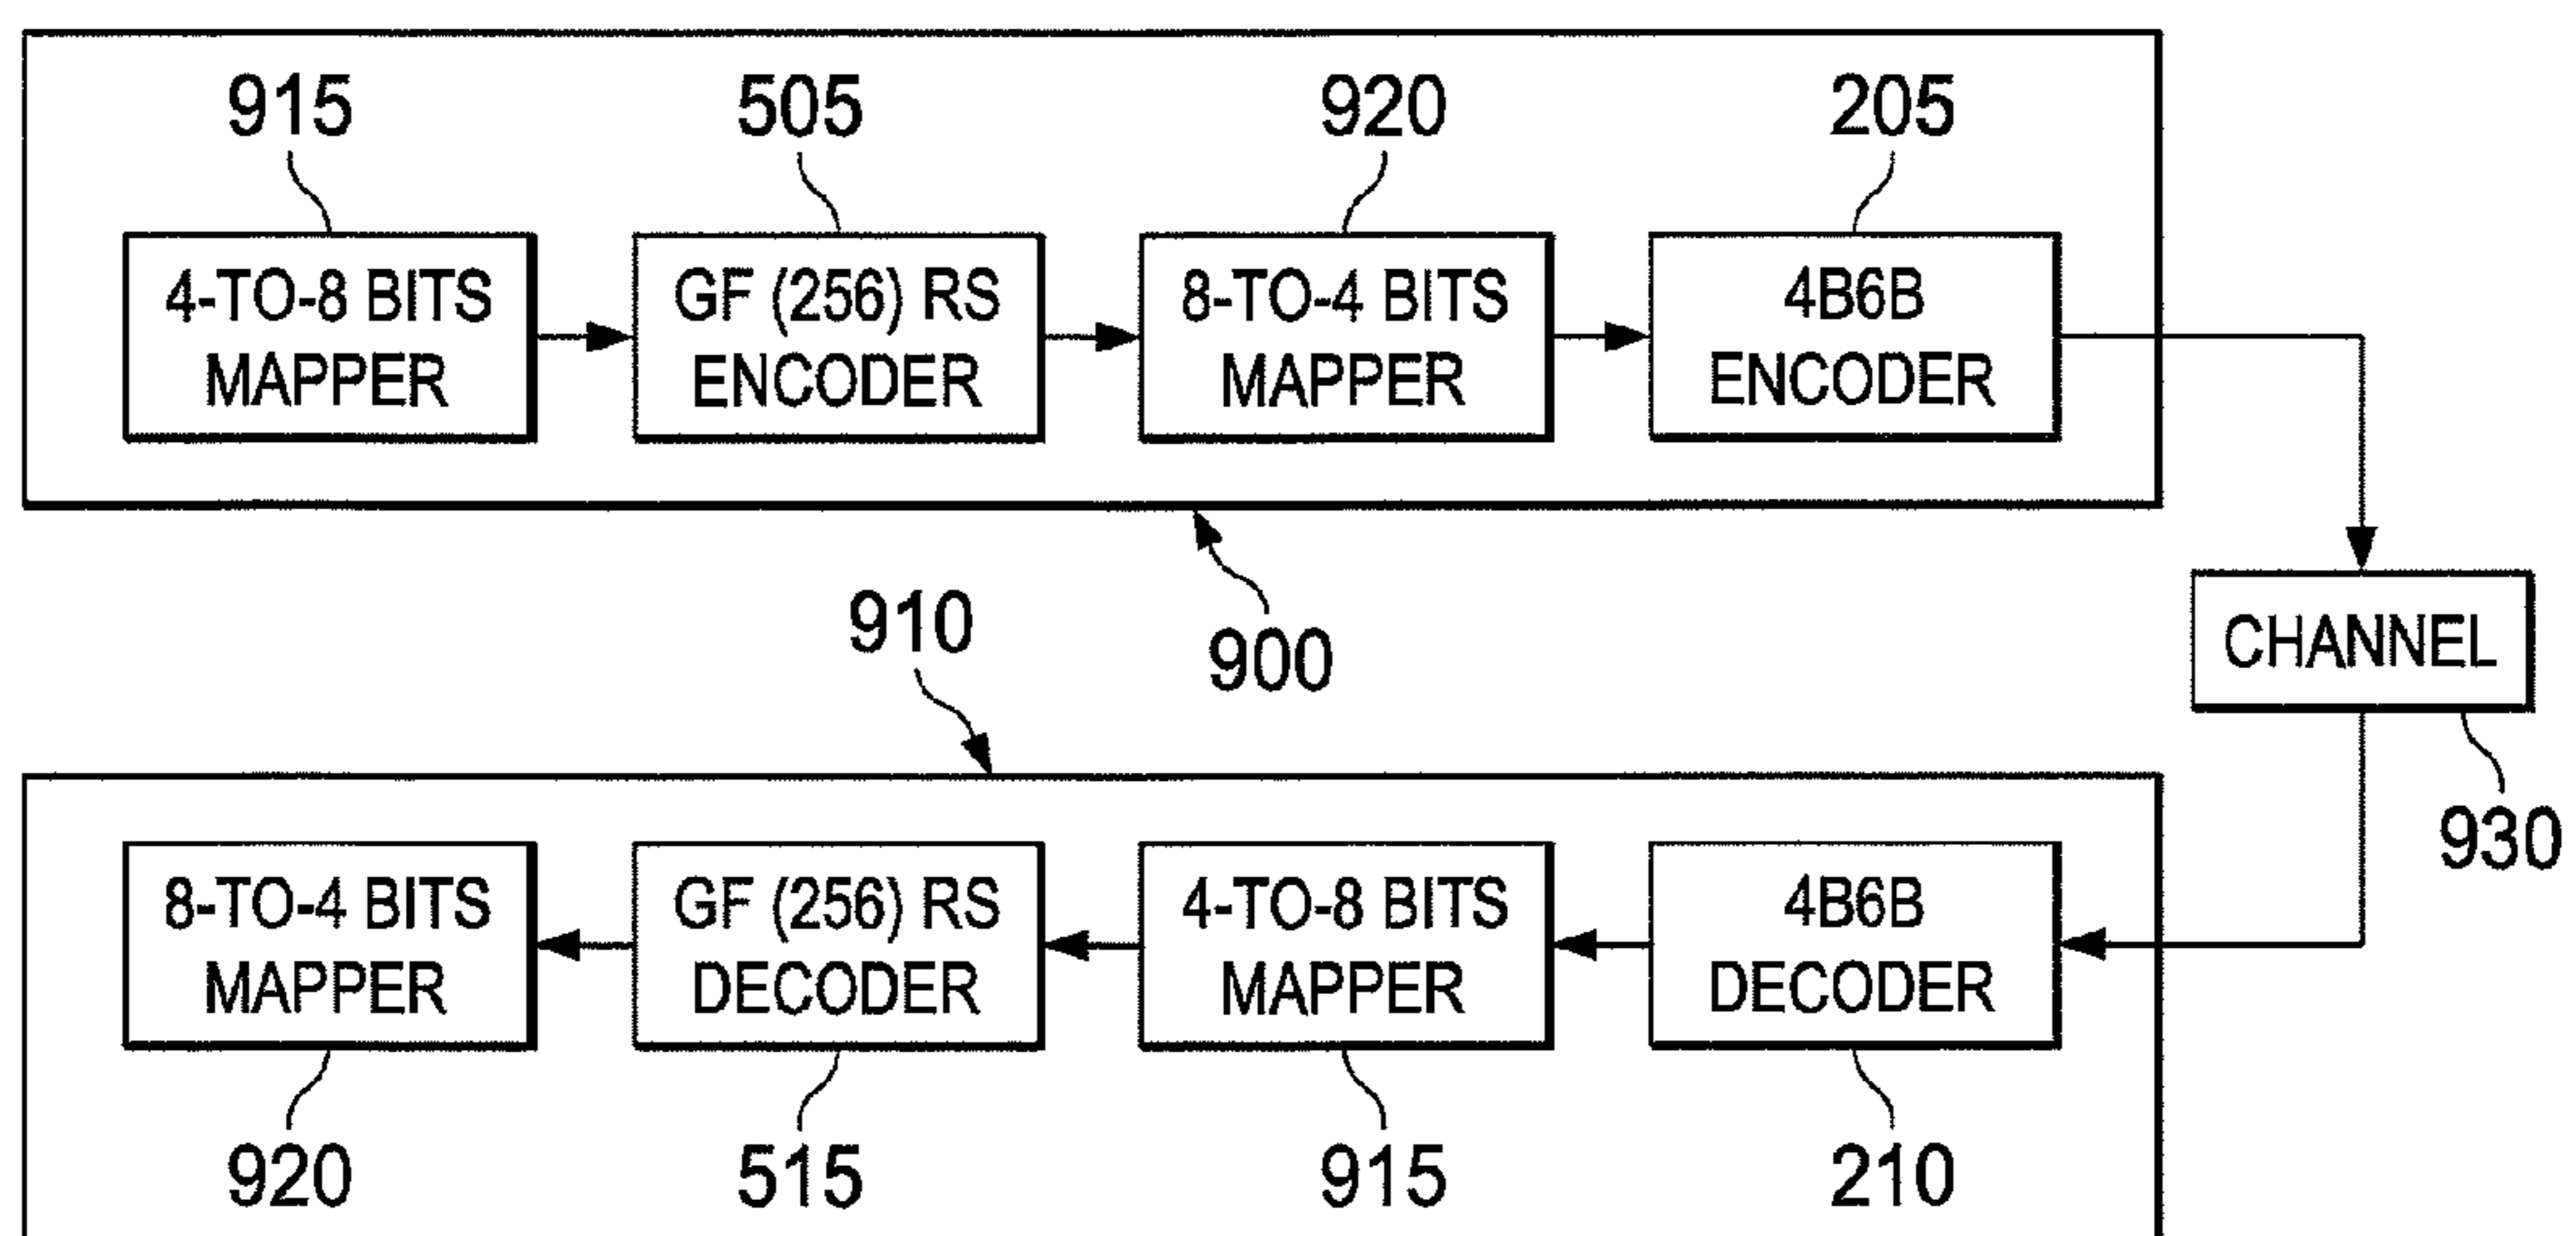 915
505
920
205
4-TO-8 BITS
MAPPER
GF (256) RS
ENCODER
8-TO-4 BITS
MAPPER
4B6B
ENCODER
910
900
CHANNEL
930
8-TO-4 BITS
MAPPER
GF (256) RS
DECODER
4-TO-8 BITS
MAPPER
4B6B
DECODER
920
515
915
210